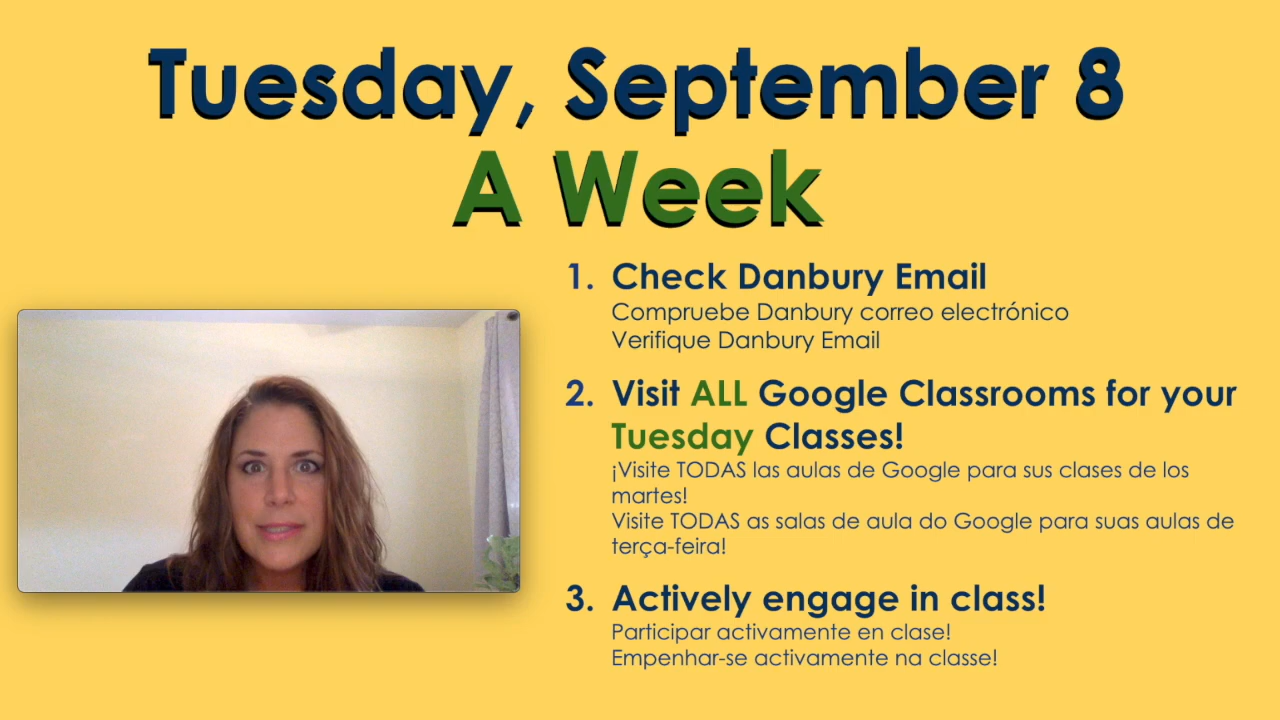 Tuesday, September 8
A Week
1. Check Danbury Email
Compruebe Danbury correo electrónico
Verifique Danbury Email
2. Visit ALL Google Classrooms for your
Tuesday Classes!
¡Visite TODAS las aulas de Google para sus clases de los
martes!
Visite TODAS as salas de aula do Google para suas aulas de
terça-feira!
3. Actively engage in class!
Participar activamente en clase!
Empenhar-se activamente na classe!